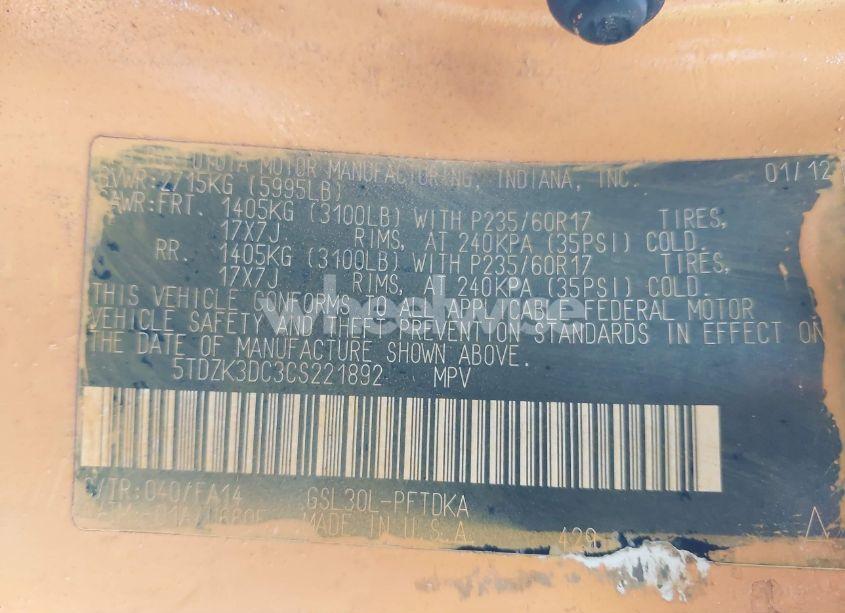 TOYOTA MOTOR MANUFACTURING, INDIANA, INC. 01/12
GVWR:2715KG (5995LB)
GAWR:FRT. 1405KG (3100LB) WITH P235/60R17 TIRES,
17X7J RIMS, AT 240KPA (35PSI) COLD.
RR. 1405KG (3100LB) WITH P235/60R17 TIRES,
17X7J RIMS, AT 240KPA (35PSI) COLD.
THIS VEHICLE CONFORMS TO ALL APPLICABLE FEDERAL MOTOR
VEHICLE SAFETY AND THEFT PREVENTION STANDARDS IN EFFECT ON
THE DATE OF MANUFACTURE SHOWN ABOVE.
wheelwise
5TDZK3DC3CS221892 MPV
C/TR:040/FA14 GSL30L-PFTDKA
MADE IN U.S.A. 429